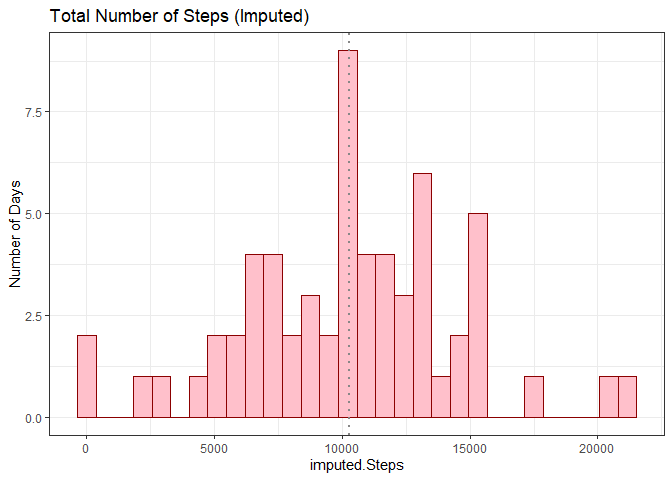 Total Number of Steps (Imputed)
7.5
5.0
2.5
0.0
Number of Days
0 5000 10000 15000 20000
imputed.Steps